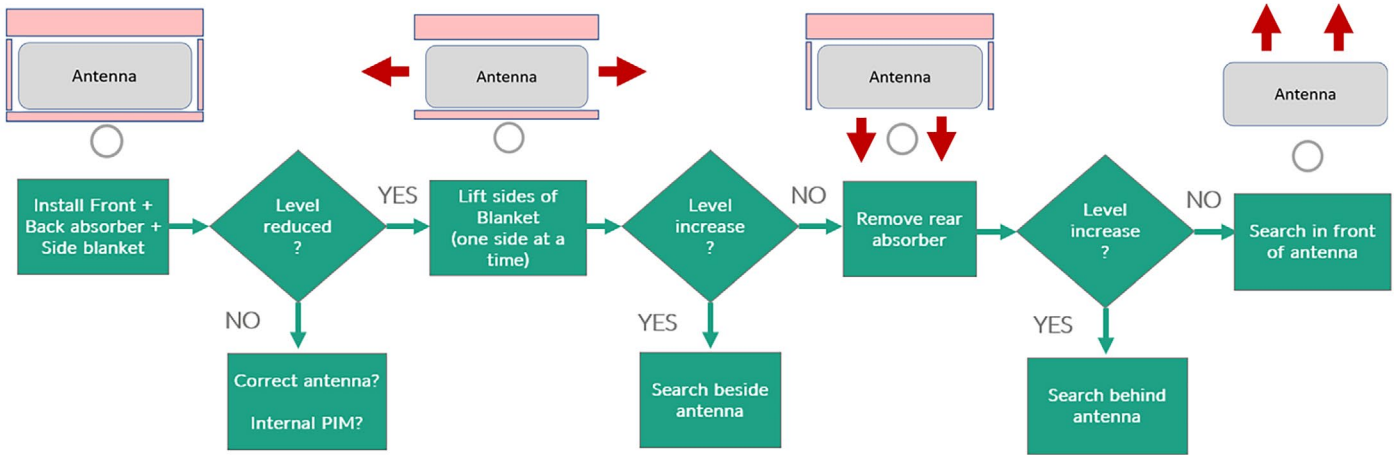 Antenna
Antenna
Antenna
Antenna
Install Front +
Back absorber +
Side blanket
Level
reduced
?
YES
Lift sides of
Blanket
(one side at a
time)
Level
increase
?
NO
Remove rear
absorber
Level
increase
?
NO
Search in front
of antenna
NO
Correct antenna?
Internal PIM?
YES
Search beside
antenna
YES
Search behind
antenna